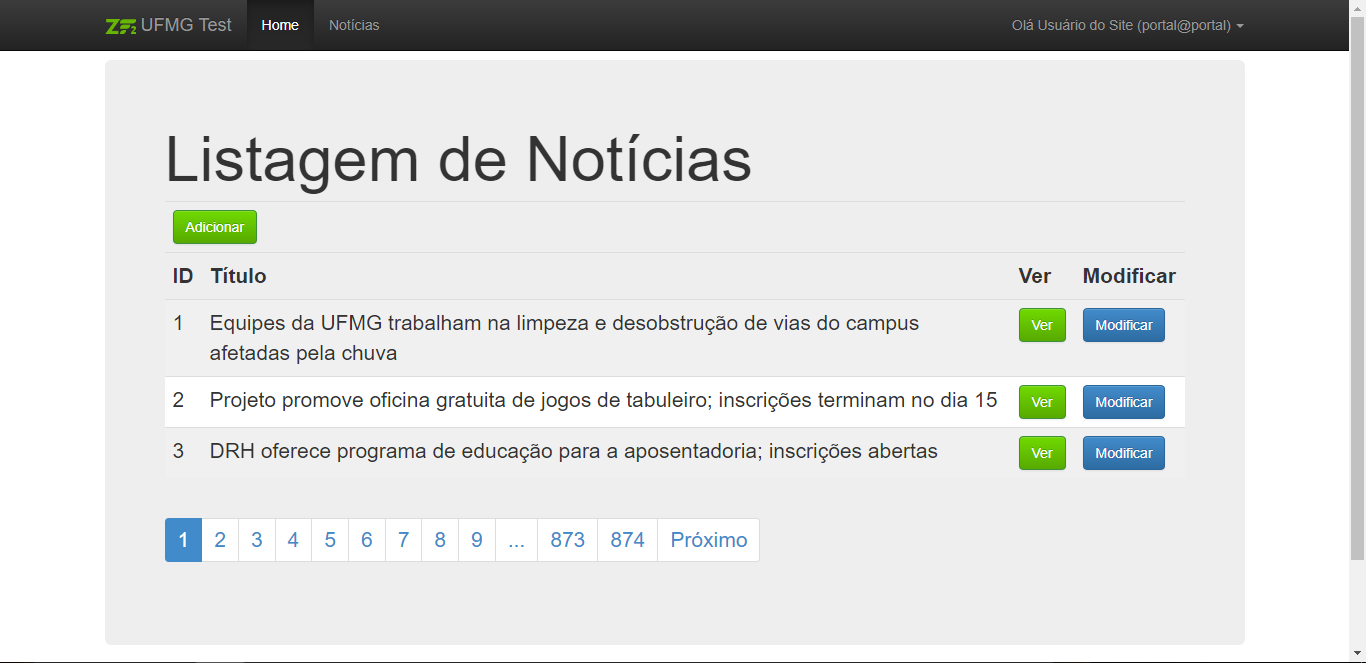 ZF2 UFMG Test Home Notícias Olá Usuário do Site (portal@portal)
Listagem de Notícias
Adicionar
ID Título Ver Modificar
1 Equipes da UFMG trabalham na limpeza e desobstrução de vias do campus Ver Modificar
afetadas pela chuva
2 Projeto promove oficina gratuita de jogos de tabuleiro; inscrições terminam no dia 15 Ver Modificar
3 DRH oferece programa de educação para a aposentadoria; inscrições abertas Ver Modificar
1 2 3 4 5 6 7 8 9 ... 873 874 Próximo